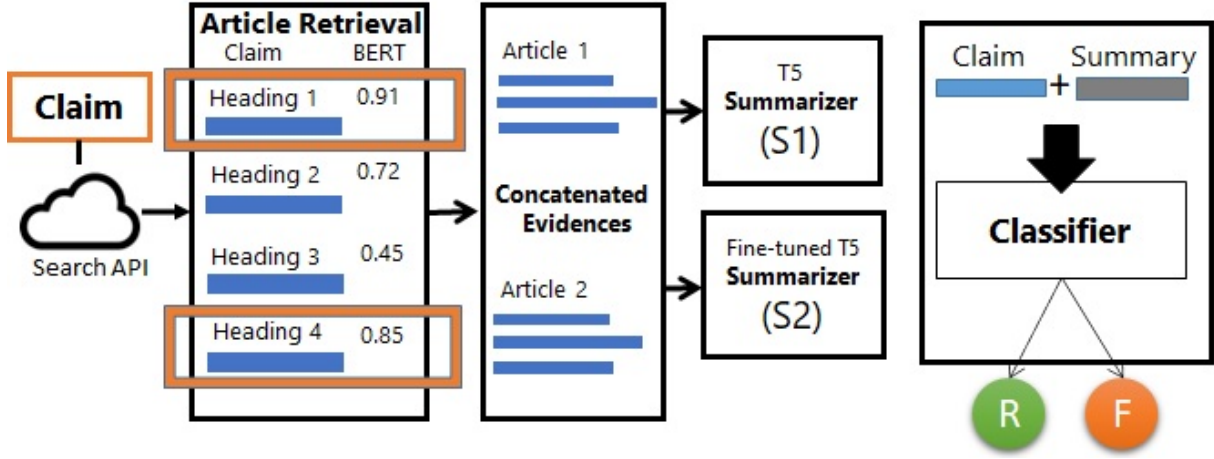 Claim
Search API
Article Retrieval
Claim BERT
Heading 1 0.91
Heading 2 0.72
Heading 3 0.45
Heading 4 0.85
Article 1
Concatenated
Evidences
Article 2
T5
Summarizer
(S1)
Fine-tuned T5
Summarizer
(S2)
Claim + Summary
Classifier
R F